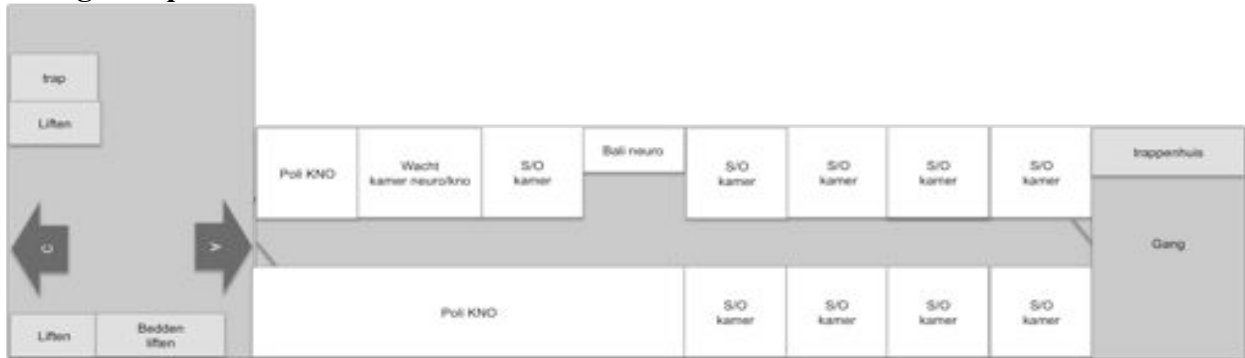 trap
Liften
Poli KNO
Wacht
kamer neuro/kno
S/O
kamer
Bali neuro
S/O
kamer
S/O
kamer
S/O
kamer
S/O
kamer
trappenhuis
C
V
Gang
Poli KNO
S/O
kamer
S/O
kamer
S/O
kamer
S/O
kamer
Liften
Bedden
liften